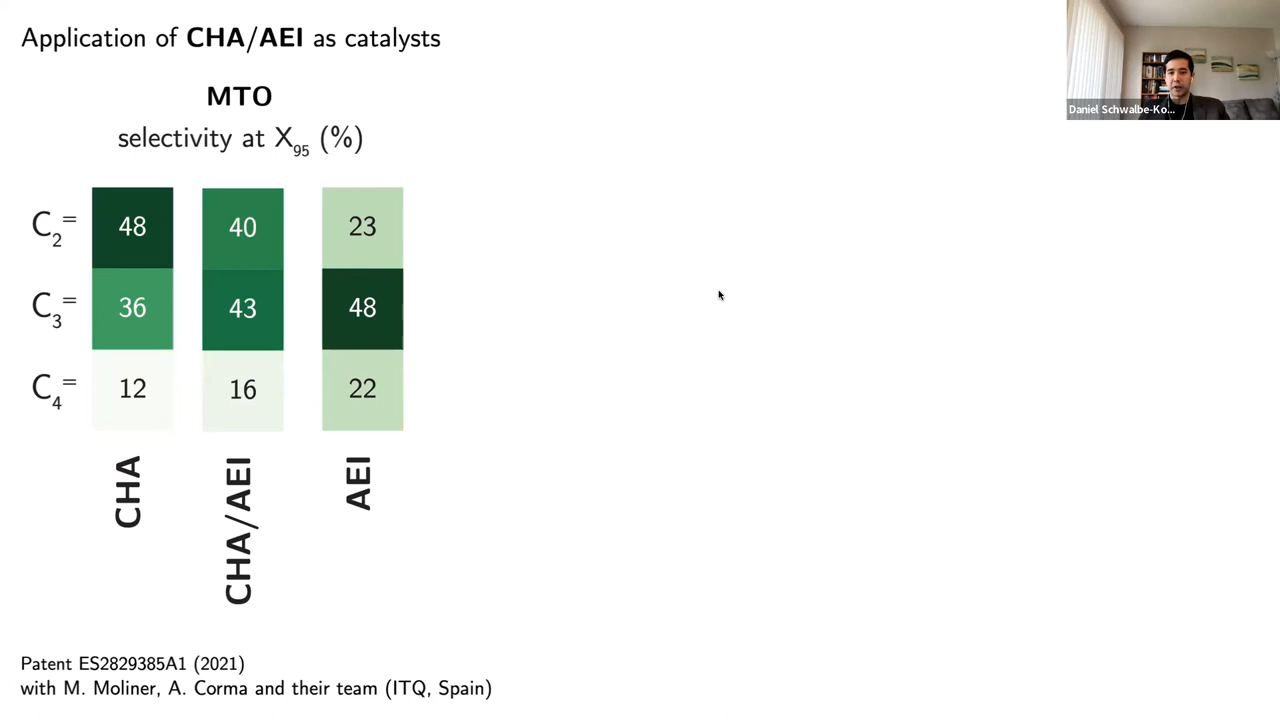 Application of CHA/AEI as catalysts
Daniel Schwalbe-Ko...
MTO
selectivity at X95 (%)
C2= 48 40 23
C3= 36 43 48
C4= 12 16 22
CHA CHA/AEI AEI
Patent ES2829385A1 (2021)
with M. Moliner, A. Corma and their team (ITQ, Spain)